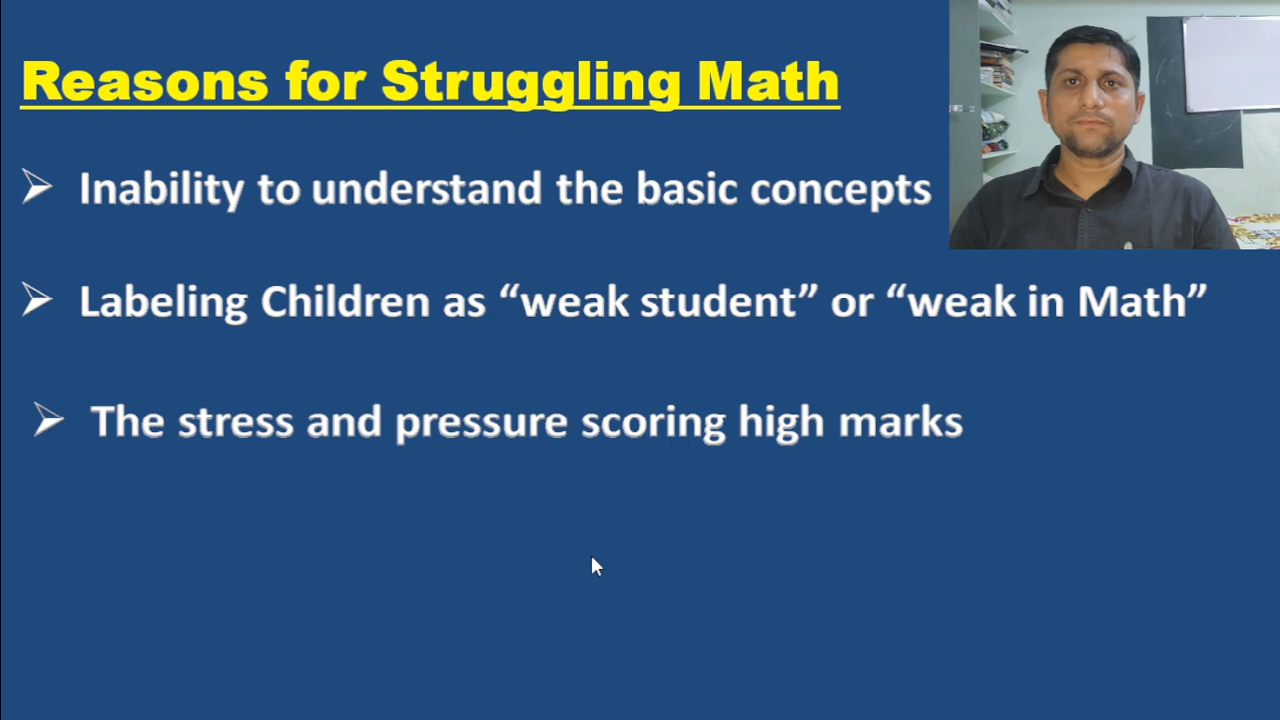 Reasons for Struggling Math
Inability to understand the basic concepts
Labeling Children as “weak student” or “weak in Math”
The stress and pressure scoring high marks